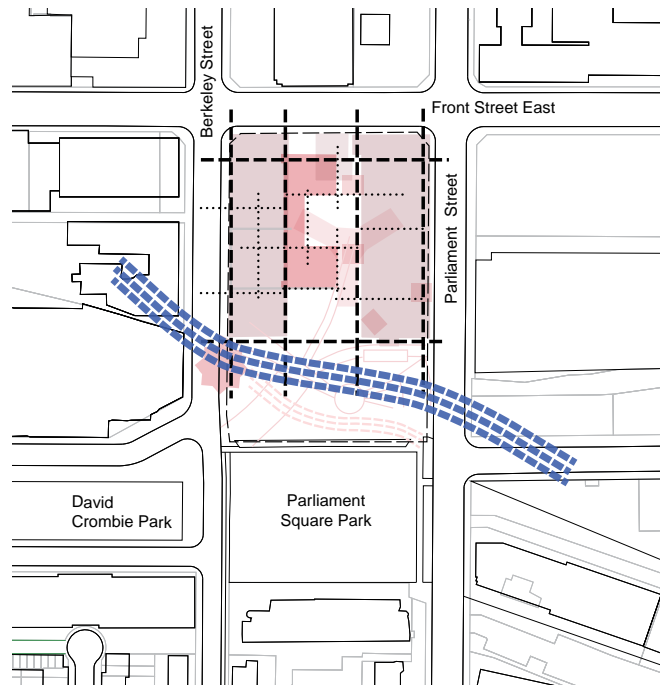 Berkeley Street
Front Street East
Parliament Street
David
Crombie Park
Parliament
Square Park